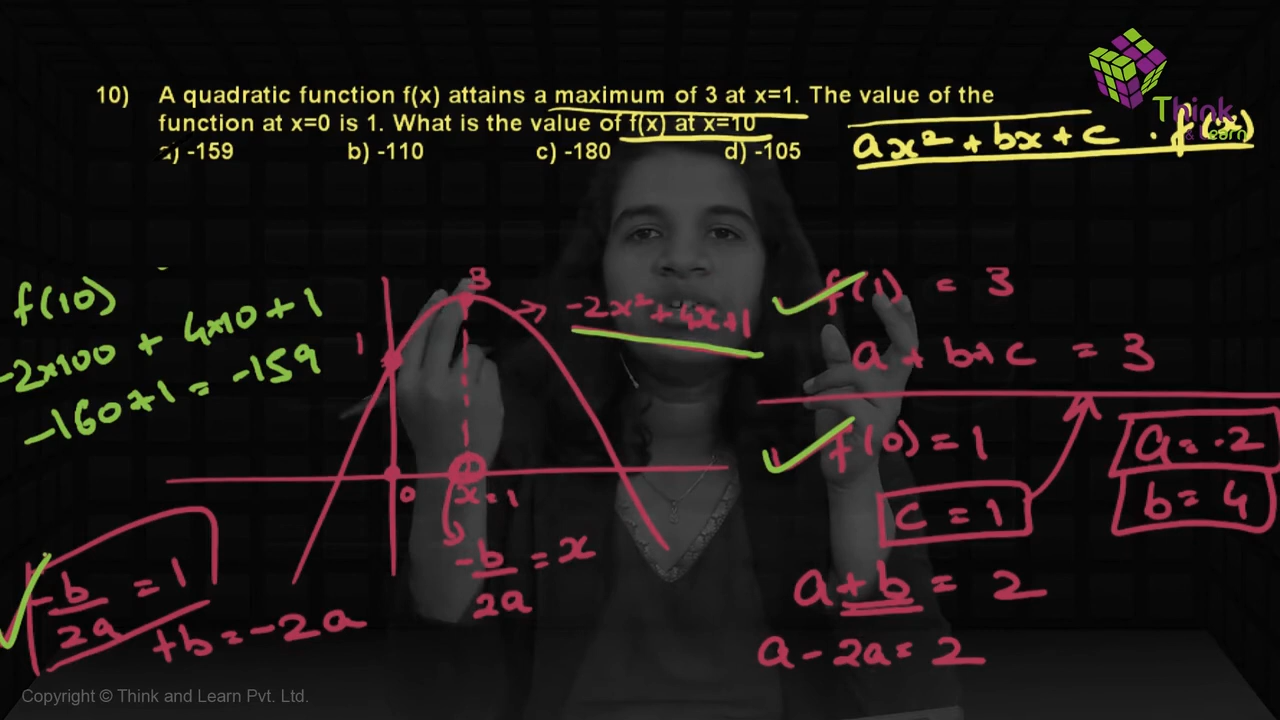 Think
& Learn
10) A quadratic function f(x) attains a maximum of 3 at x=1. The value of the
function at x=0 is 1. What is the value of f(x) at x=10
a) -159 b) -110 c) -180 d) -105
ax² + bx + c . f(x)
f(10)
-2×100 + 4×10 + 1
-160+1 = -159
3
1
0
x=1
-2x²+4x+1
-b/2a = x
-b/2a = 1
+b = -2a
f(1) = 3
a + b+c = 3
f(0) = 1
c = 1
a = -2
b = 4
a + b = 2
a - 2a = 2
Copyright © Think and Learn Pvt. Ltd.